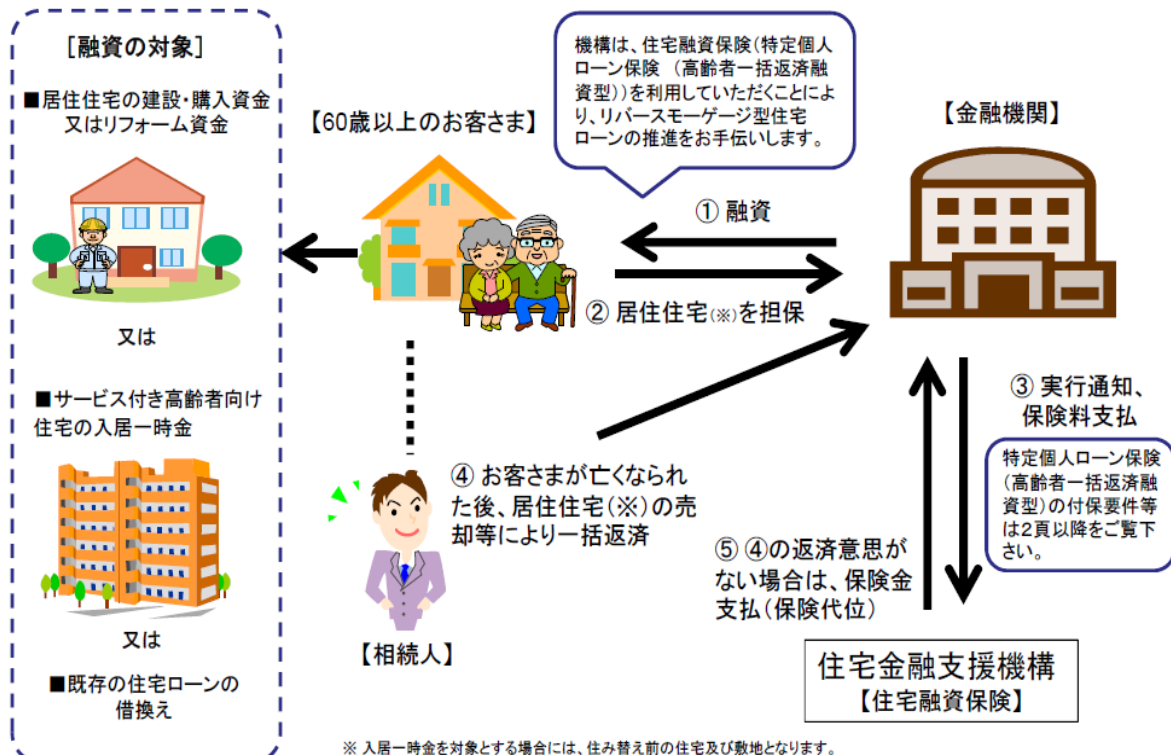 [融資の対象]
■居住住宅の建設・購入資金
又はリフォーム資金
又は
■サービス付き高齢者向け
住宅の入居一時金
又は
■既存の住宅ローンの
借換え
【60歳以上のお客さま】
機構は、住宅融資保険(特定個人
ローン保険 (高齢者一括返済融
資型))を利用していただくことによ
り、リバースモーゲージ型住宅
ローンの推進をお手伝いします。
【金融機関】
① 融資
② 居住住宅(※)を担保
③ 実行通知、
保険料支払
特定個人ローン保険
(高齢者一括返済融
資型)の付保要件等
は2頁以降をご覧下
さい。
④ お客さまが亡くなられ
た後、居住住宅(※)の売
却等により一括返済
【相続人】
⑤ ④の返済意思が
ない場合は、保険金
支払(保険代位)
住宅金融支援機構
【住宅融資保険】
※ 入居一時金を対象とする場合には、住み替え前の住宅及び敷地となります。